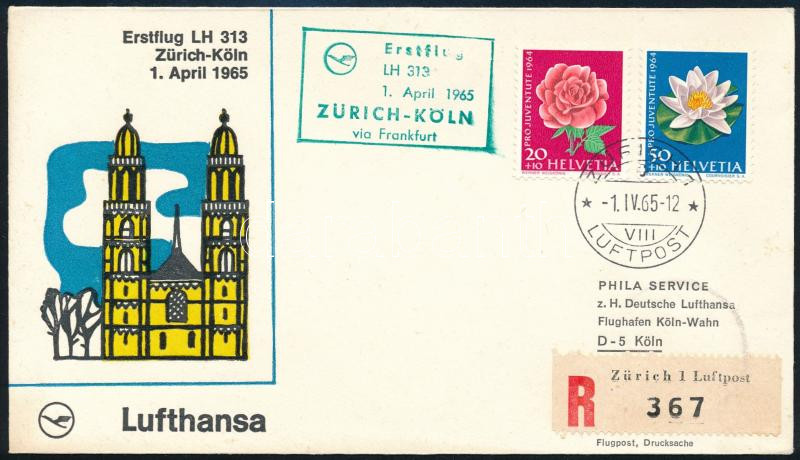 Erstflug LH 313
Zürich-Köln
1. April 1965
Erstflug
LH 313
1. April 1965
ZÜRICH-KÖLN
via Frankfurt
PRO JUVENTUTE 1964
20
+10 HELVETIA
PRO JUVENTUTE 1964
50
+10 HELVETIA
-1.IV.65-12
VIII
LUFTPOST
PHILA SERVICE
z. H. Deutsche Lufthansa
Flughafen Köln-Wahn
D-5 Köln
R
Zürich 1 Luftpost
367
Flugpost, Drucksache
Lufthansa